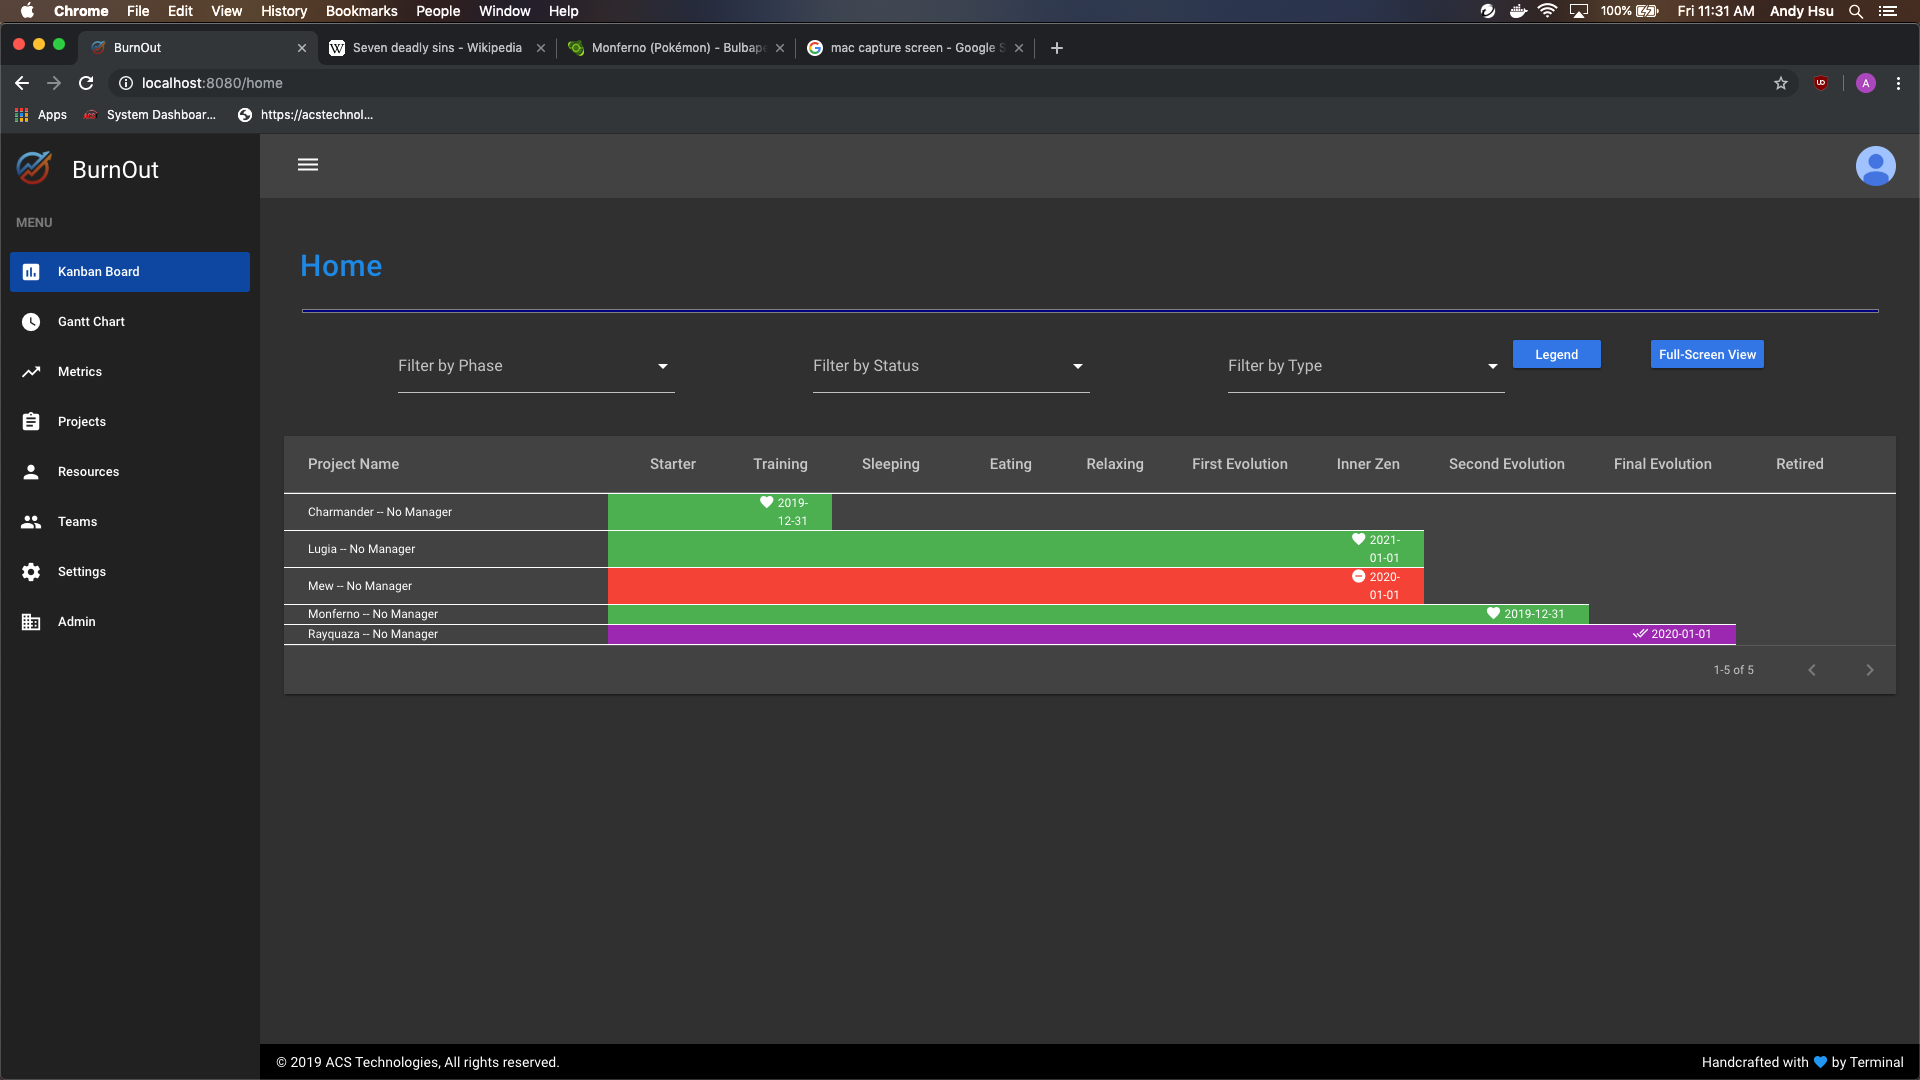 Chrome File Edit View History Bookmarks People Window Help 100% Fri 11:31 AM Andy Hsu
BurnOut Seven deadly sins - Wikipedia Monferno (Pokémon) - Bulbape mac capture screen - Google S
localhost:8080/home A
Apps System Dashboar... https://acstechnol...
BurnOut
MENU
Kanban Board
Gantt Chart
Metrics
Projects
Resources
Teams
Settings
Admin
Home
Filter by Phase Filter by Status Filter by Type Legend Full-Screen View
Project Name Starter Training Sleeping Eating Relaxing First Evolution Inner Zen Second Evolution Final Evolution Retired
Charmander -- No Manager 2019-
12-31
Lugia -- No Manager 2021-
01-01
Mew -- No Manager 2020-
01-01
Monferno -- No Manager 2019-12-31
Rayquaza -- No Manager 2020-01-01
1-5 of 5
© 2019 ACS Technologies, All rights reserved. Handcrafted with by Terminal